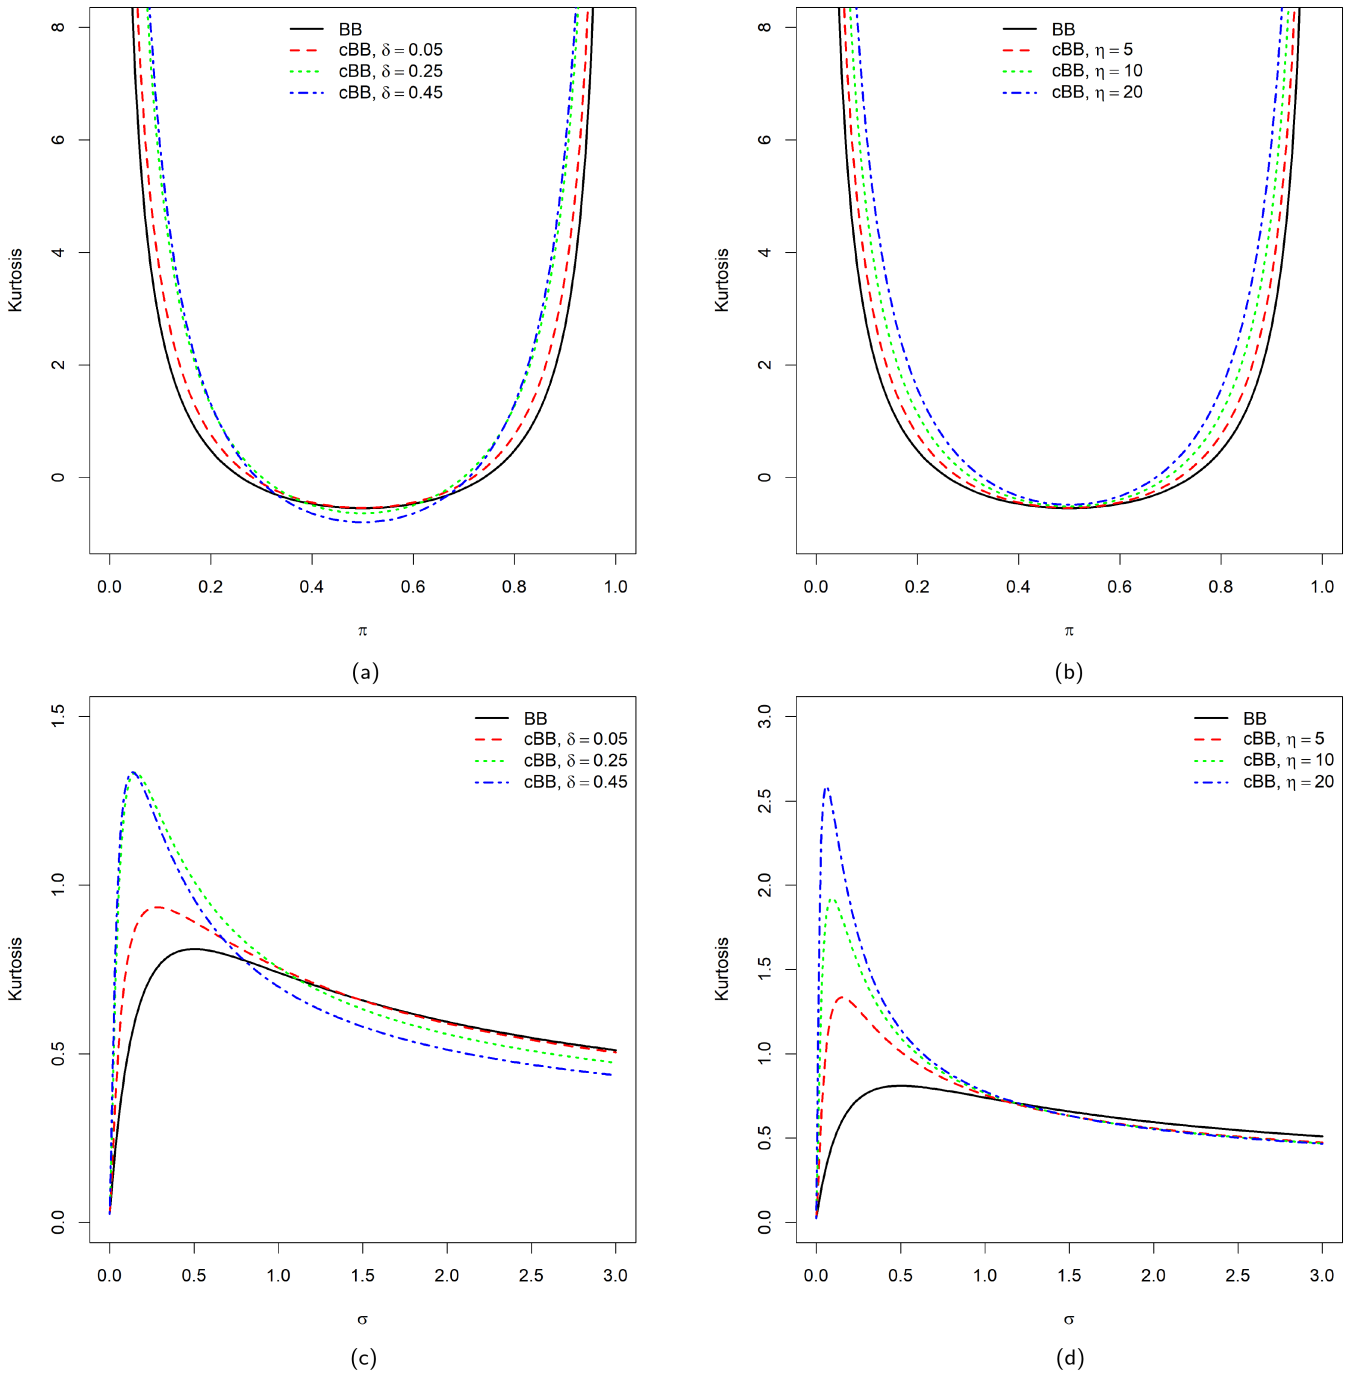 BB
cBB, δ = 0.05
cBB, δ = 0.25
cBB, δ = 0.45
Kurtosis
8
6
4
2
0
0.0 0.2 0.4 0.6 0.8 1.0
π
(a)
BB
cBB, η = 5
cBB, η = 10
cBB, η = 20
Kurtosis
8
6
4
2
0
0.0 0.2 0.4 0.6 0.8 1.0
π
(b)
BB
cBB, δ = 0.05
cBB, δ = 0.25
cBB, δ = 0.45
Kurtosis
1.5
1.0
0.5
0.0
0.0 0.5 1.0 1.5 2.0 2.5 3.0
σ
(c)
BB
cBB, η = 5
cBB, η = 10
cBB, η = 20
Kurtosis
3.0
2.5
2.0
1.5
1.0
0.5
0.0
0.0 0.5 1.0 1.5 2.0 2.5 3.0
σ
(d)